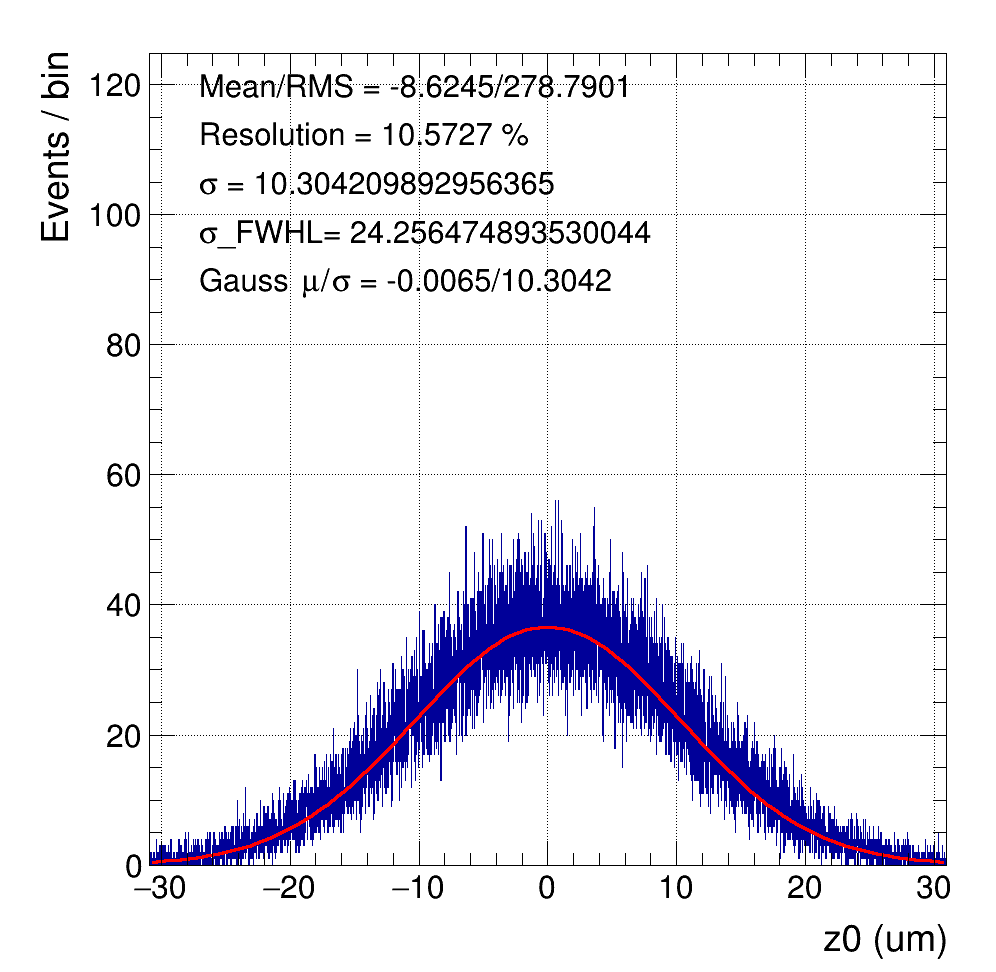 Events / bin
120
100
80
60
40
20
0
Mean/RMS = -8.6245/278.7901
Resolution = 10.5727 %
σ = 10.304209892956365
σ_FWHL= 24.256474893530044
Gauss μ/σ = -0.0065/10.3042
−30 −20 −10 0 10 20 30
z0 (um)